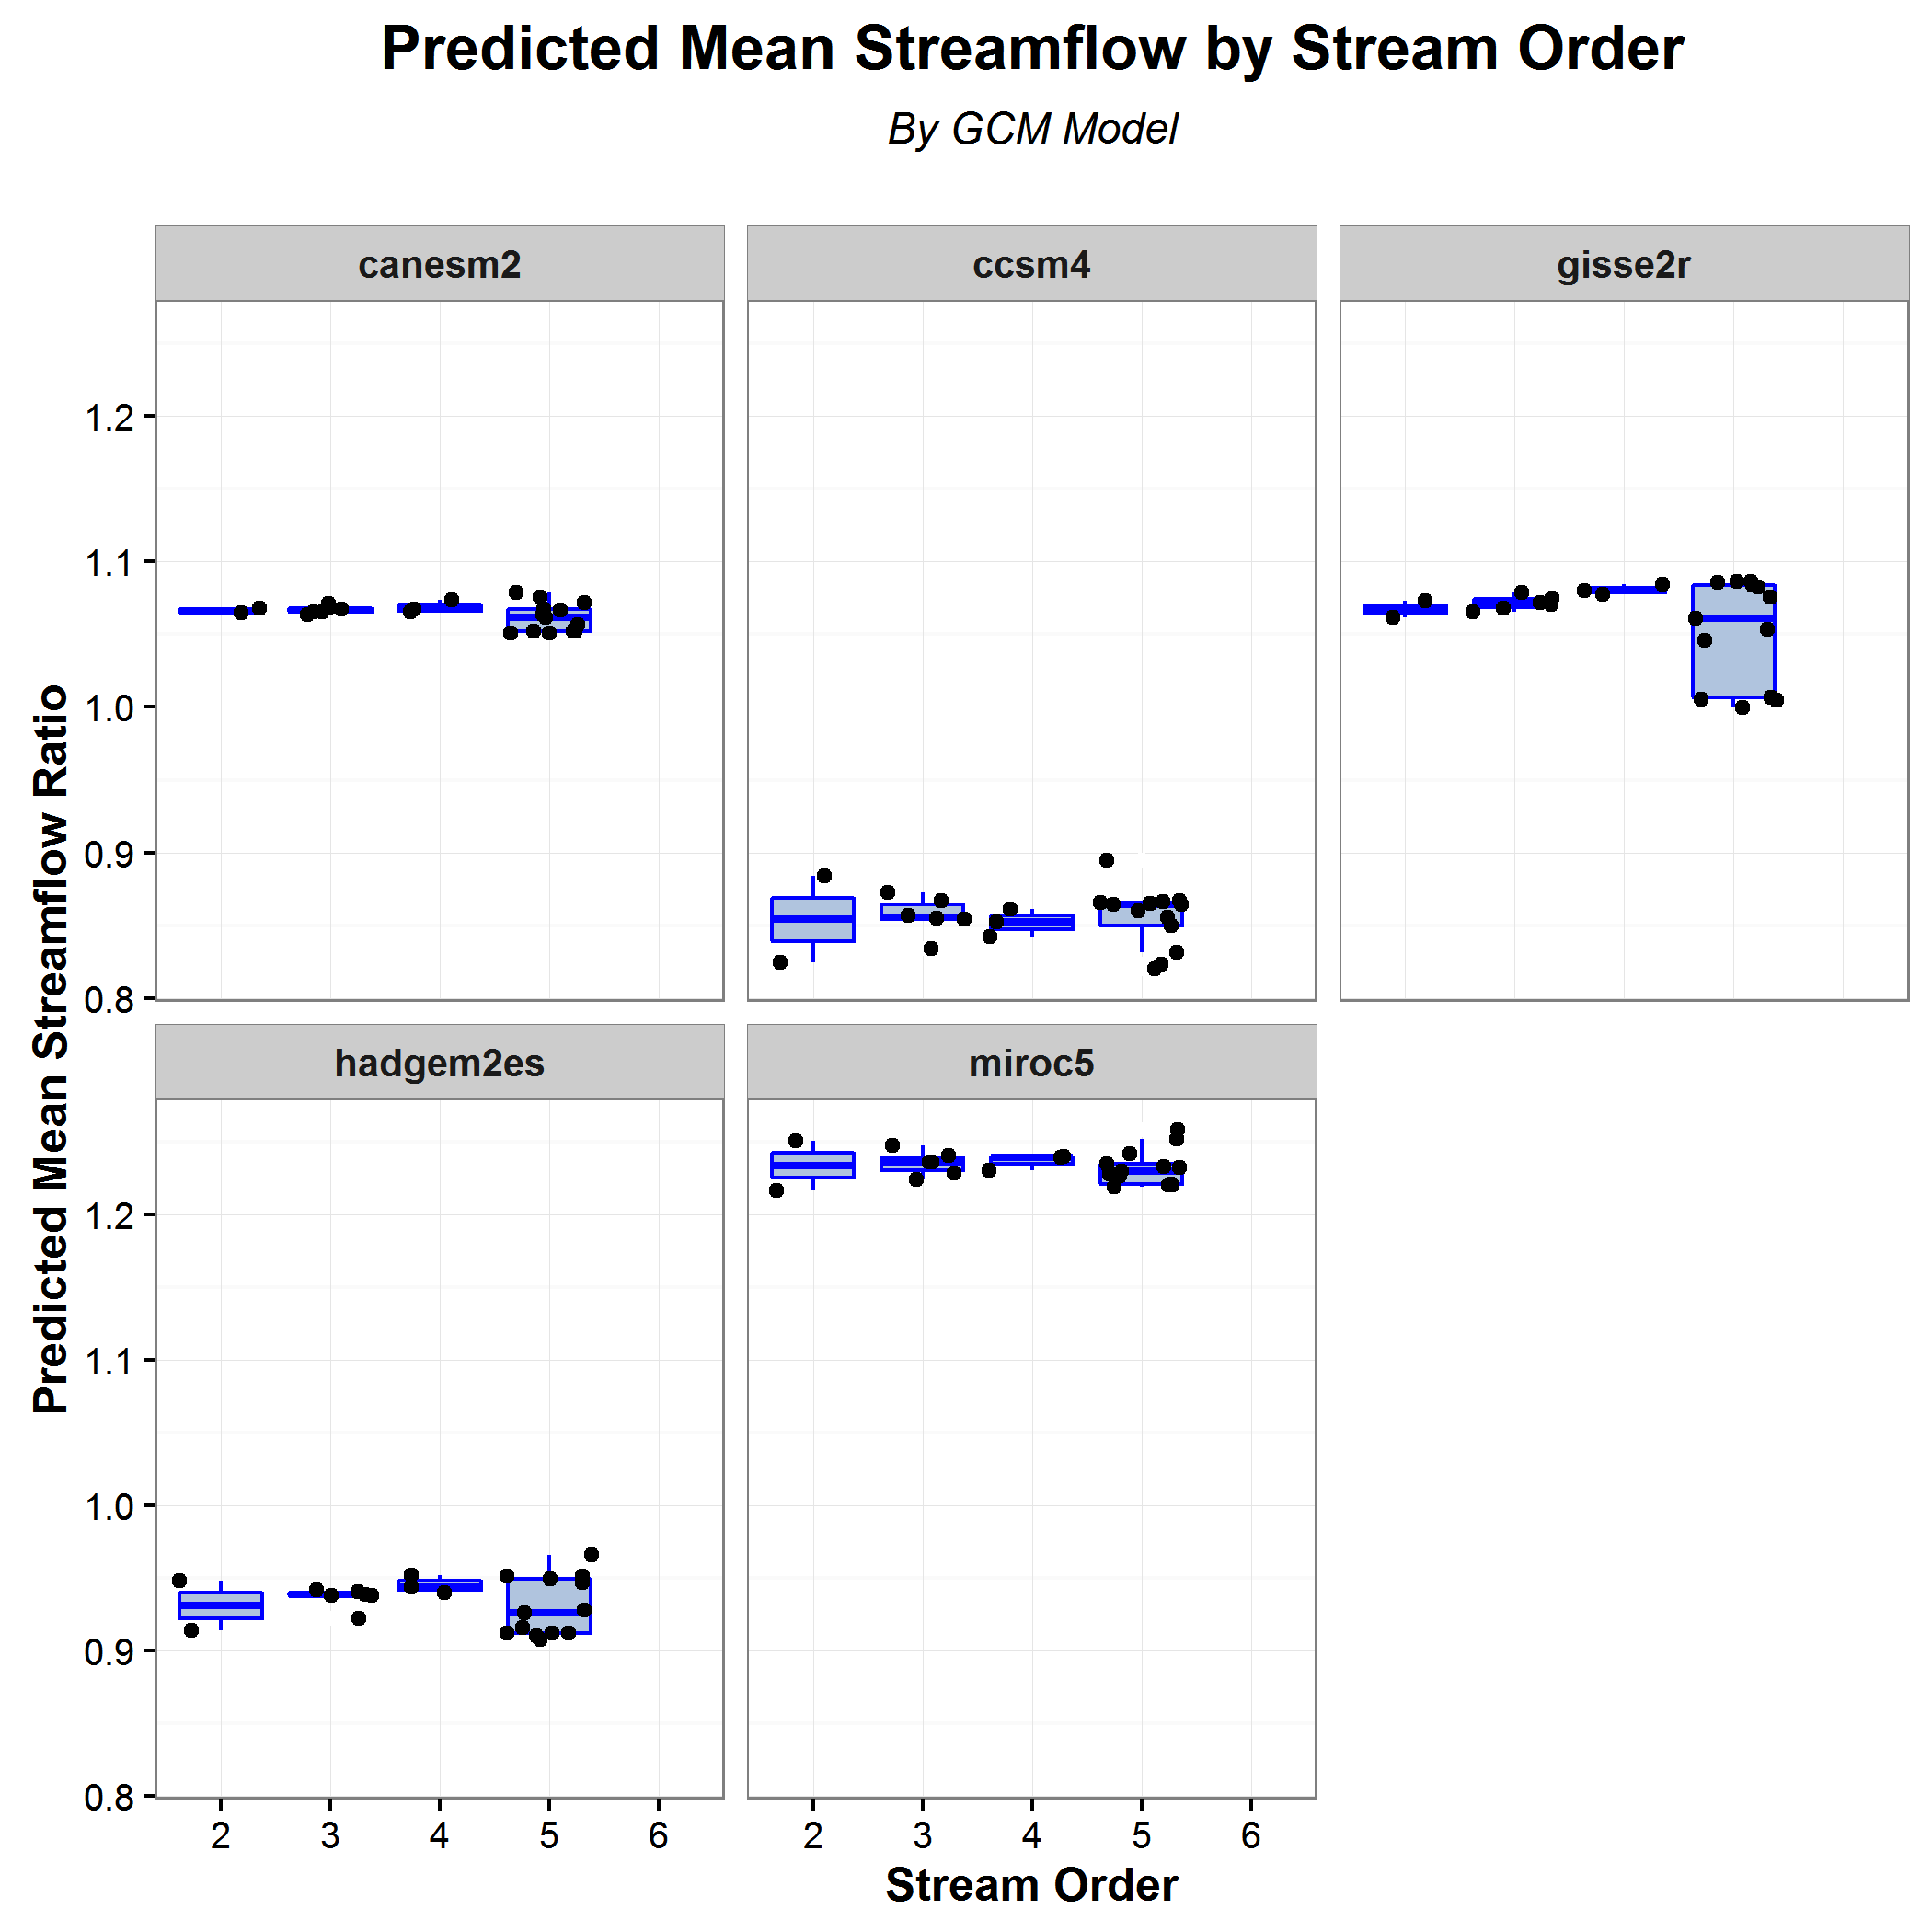 Predicted Mean Streamflow by Stream Order
By GCM Model
canesm2
ccsm4
gisse2r
1.2
1.1
1.0
0.9
0.8
Predicted Mean Streamflow Ratio
hadgem2es
miroc5
1.2
1.1
1.0
0.9
0.8
2 3 4 5 6
2 3 4 5 6
Stream Order